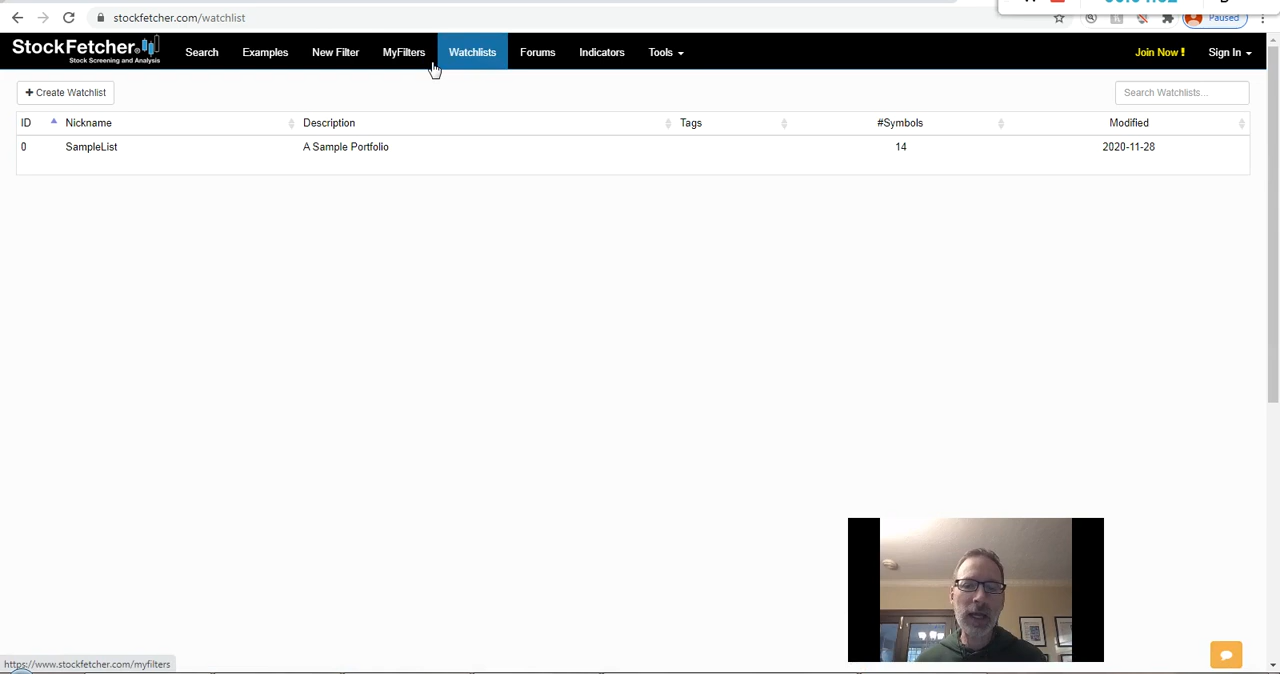 stockfetcher.com/watchlist
Paused
StockFetcher
Stock Screening and Analysis
Search Examples New Filter MyFilters Watchlists Forums Indicators Tools Join Now ! Sign In
+ Create Watchlist
Search Watchlists...
ID Nickname Description Tags #Symbols Modified
0 SampleList A Sample Portfolio 14 2020-11-28
https://www.stockfetcher.com/myfilters